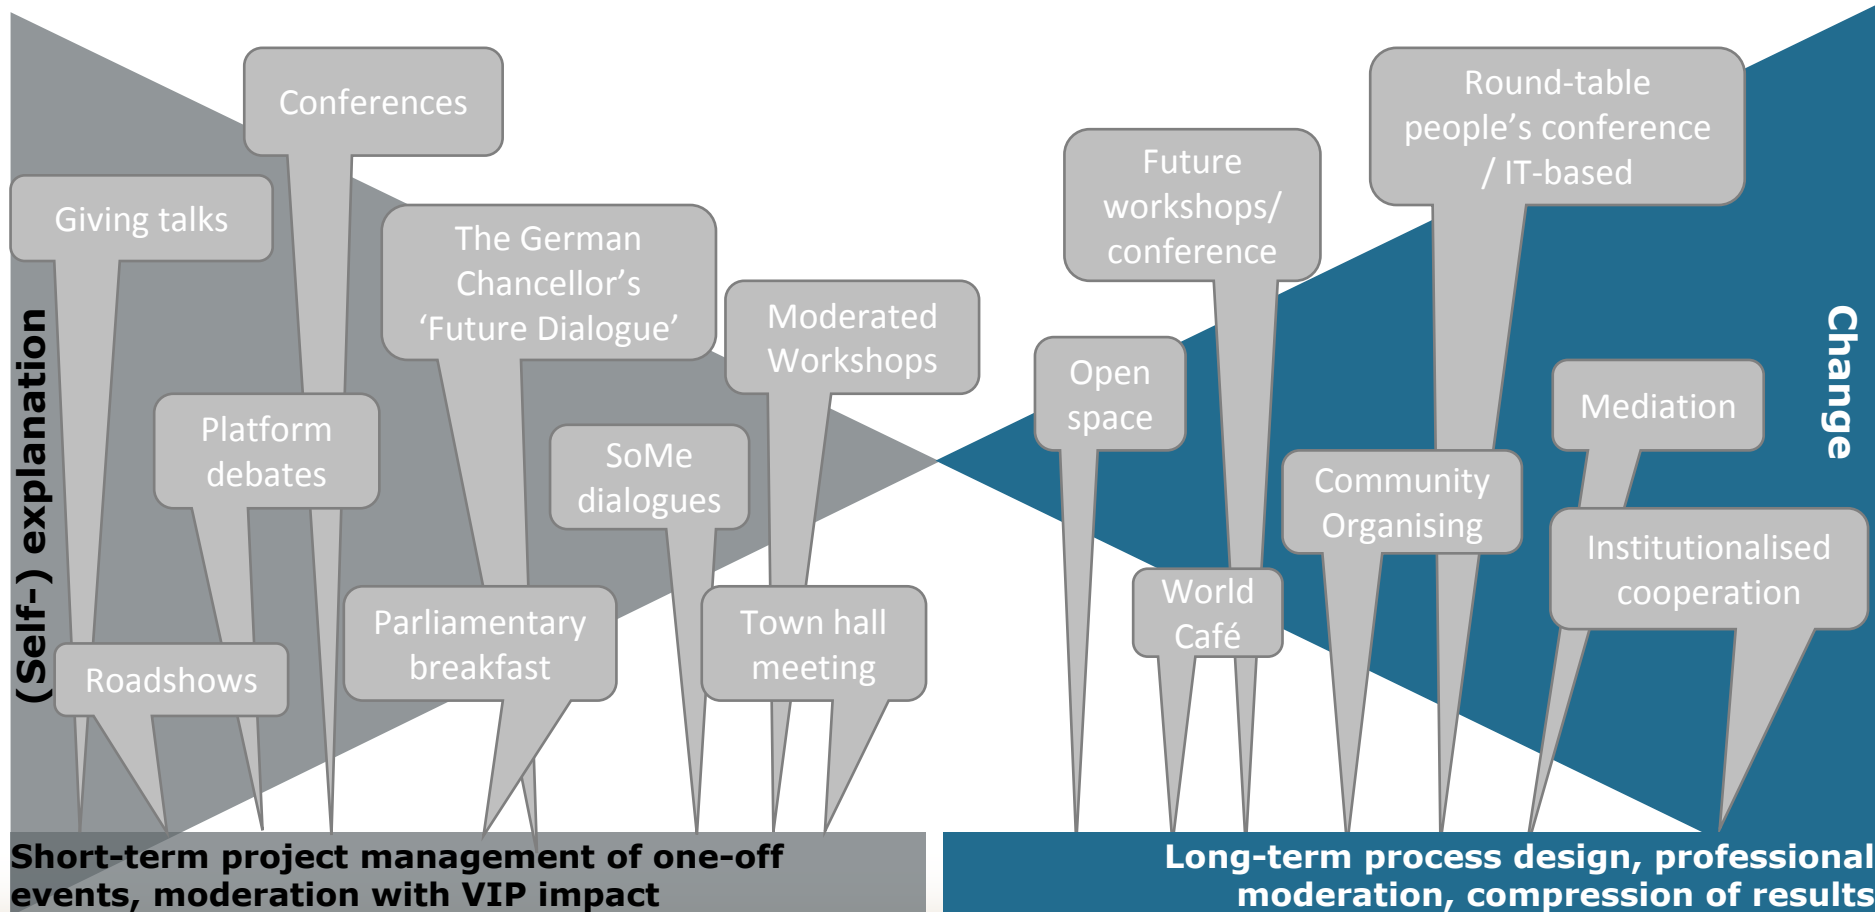 Conferences
Giving talks
The German
Chancellor’s
‘Future Dialogue’
Moderated
Workshops
Platform
debates
SoMe
dialogues
Parliamentary
breakfast
Town hall
meeting
Roadshows
(Self-) explanation
Short-term project management of one-off
events, moderation with VIP impact
Round-table
people’s conference
/ IT-based
Future
workshops/
conference
Open
space
Mediation
Community
Organising
Institutionalised
cooperation
World
Café
Change
Long-term process design, professional
moderation, compression of results